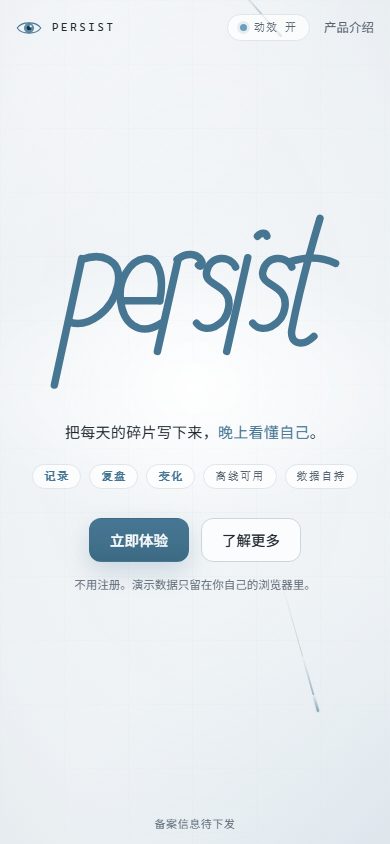 PERSIST
动效 开
产品介绍
persist
把每天的碎片写下来，晚上看懂自己。
记录 复盘 变化 离线可用 数据自持
立即体验 了解更多
不用注册。演示数据只留在你自己的浏览器里。
备案信息待下发